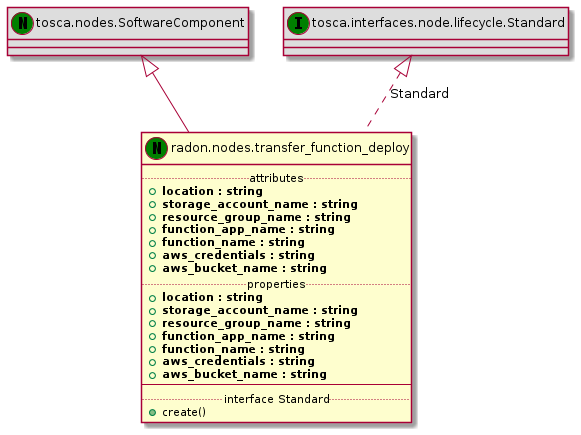 N tosca.nodes.SoftwareComponent
I tosca.interfaces.node.lifecycle.Standard
Standard
N radon.nodes.transfer_function_deploy
attributes
location : string
storage_account_name : string
resource_group_name : string
function_app_name : string
function_name : string
aws_credentials : string
aws_bucket_name : string
properties
location : string
storage_account_name : string
resource_group_name : string
function_app_name : string
function_name : string
aws_credentials : string
aws_bucket_name : string
interface Standard
create()